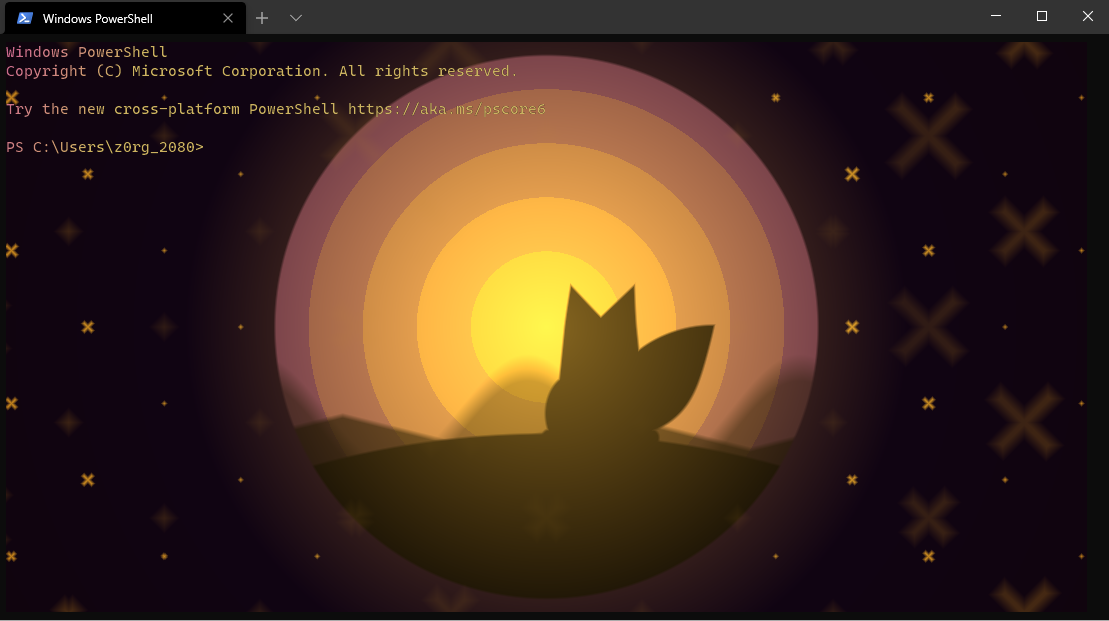 Windows PowerShell
Windows PowerShell
Copyright (C) Microsoft Corporation. All rights reserved.
Try the new cross-platform PowerShell https://aka.ms/pscore6
PS C:\Users\z0rg_2080>